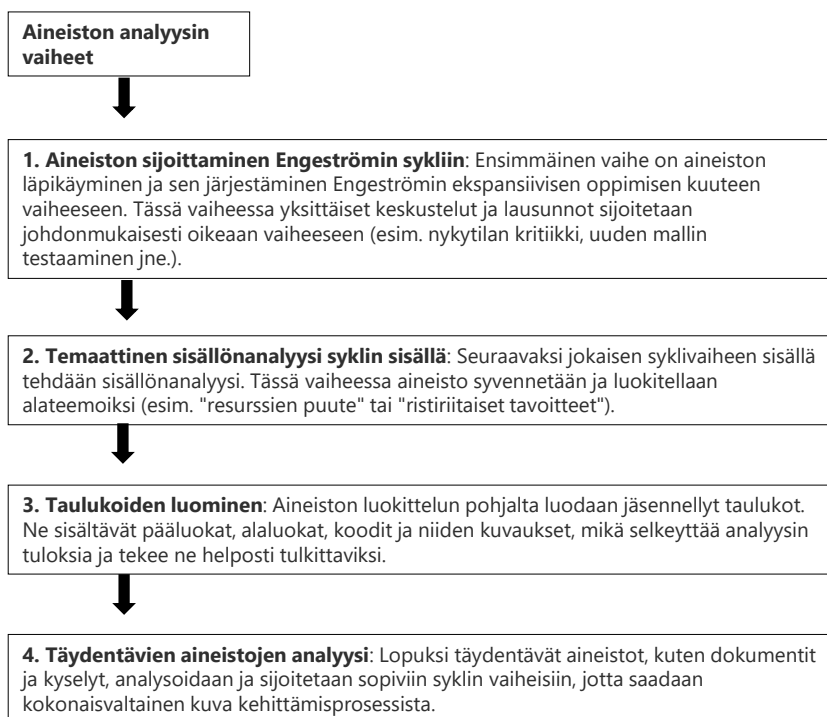 Aineiston analyysin
vaiheet
1. Aineiston sijoittaminen Engeströmin sykliin: Ensimmäinen vaihe on aineiston
läpikäyminen ja sen järjestäminen Engeströmin ekspansiivisen oppimisen kuuteen
vaiheeseen. Tässä vaiheessa yksittäiset keskustelut ja lausunnot sijoitetaan
johdonmukaisesti oikeaan vaiheeseen (esim. nykytilan kritiikki, uuden mallin
testaaminen jne.).
2. Temaattinen sisällönanalyysi syklin sisällä: Seuraavaksi jokaisen syklivaiheen sisällä
tehdään sisällönanalyysi. Tässä vaiheessa aineisto syvennetään ja luokitellaan
alateemoiksi (esim. "resurssien puute" tai "ristiriitaiset tavoitteet").
3. Taulukoiden luominen: Aineiston luokittelun pohjalta luodaan jäsennellyt taulukot.
Ne sisältävät pääluokat, alaluokat, koodit ja niiden kuvaukset, mikä selkeyttää analyysin
tuloksia ja tekee ne helposti tulkittaviksi.
4. Täydentävien aineistojen analyysi: Lopuksi täydentävät aineistot, kuten dokumentit
ja kyselyt, analysoidaan ja sijoitetaan sopiviin syklin vaiheisiin, jotta saadaan
kokonaisvaltainen kuva kehittämisprosessista.